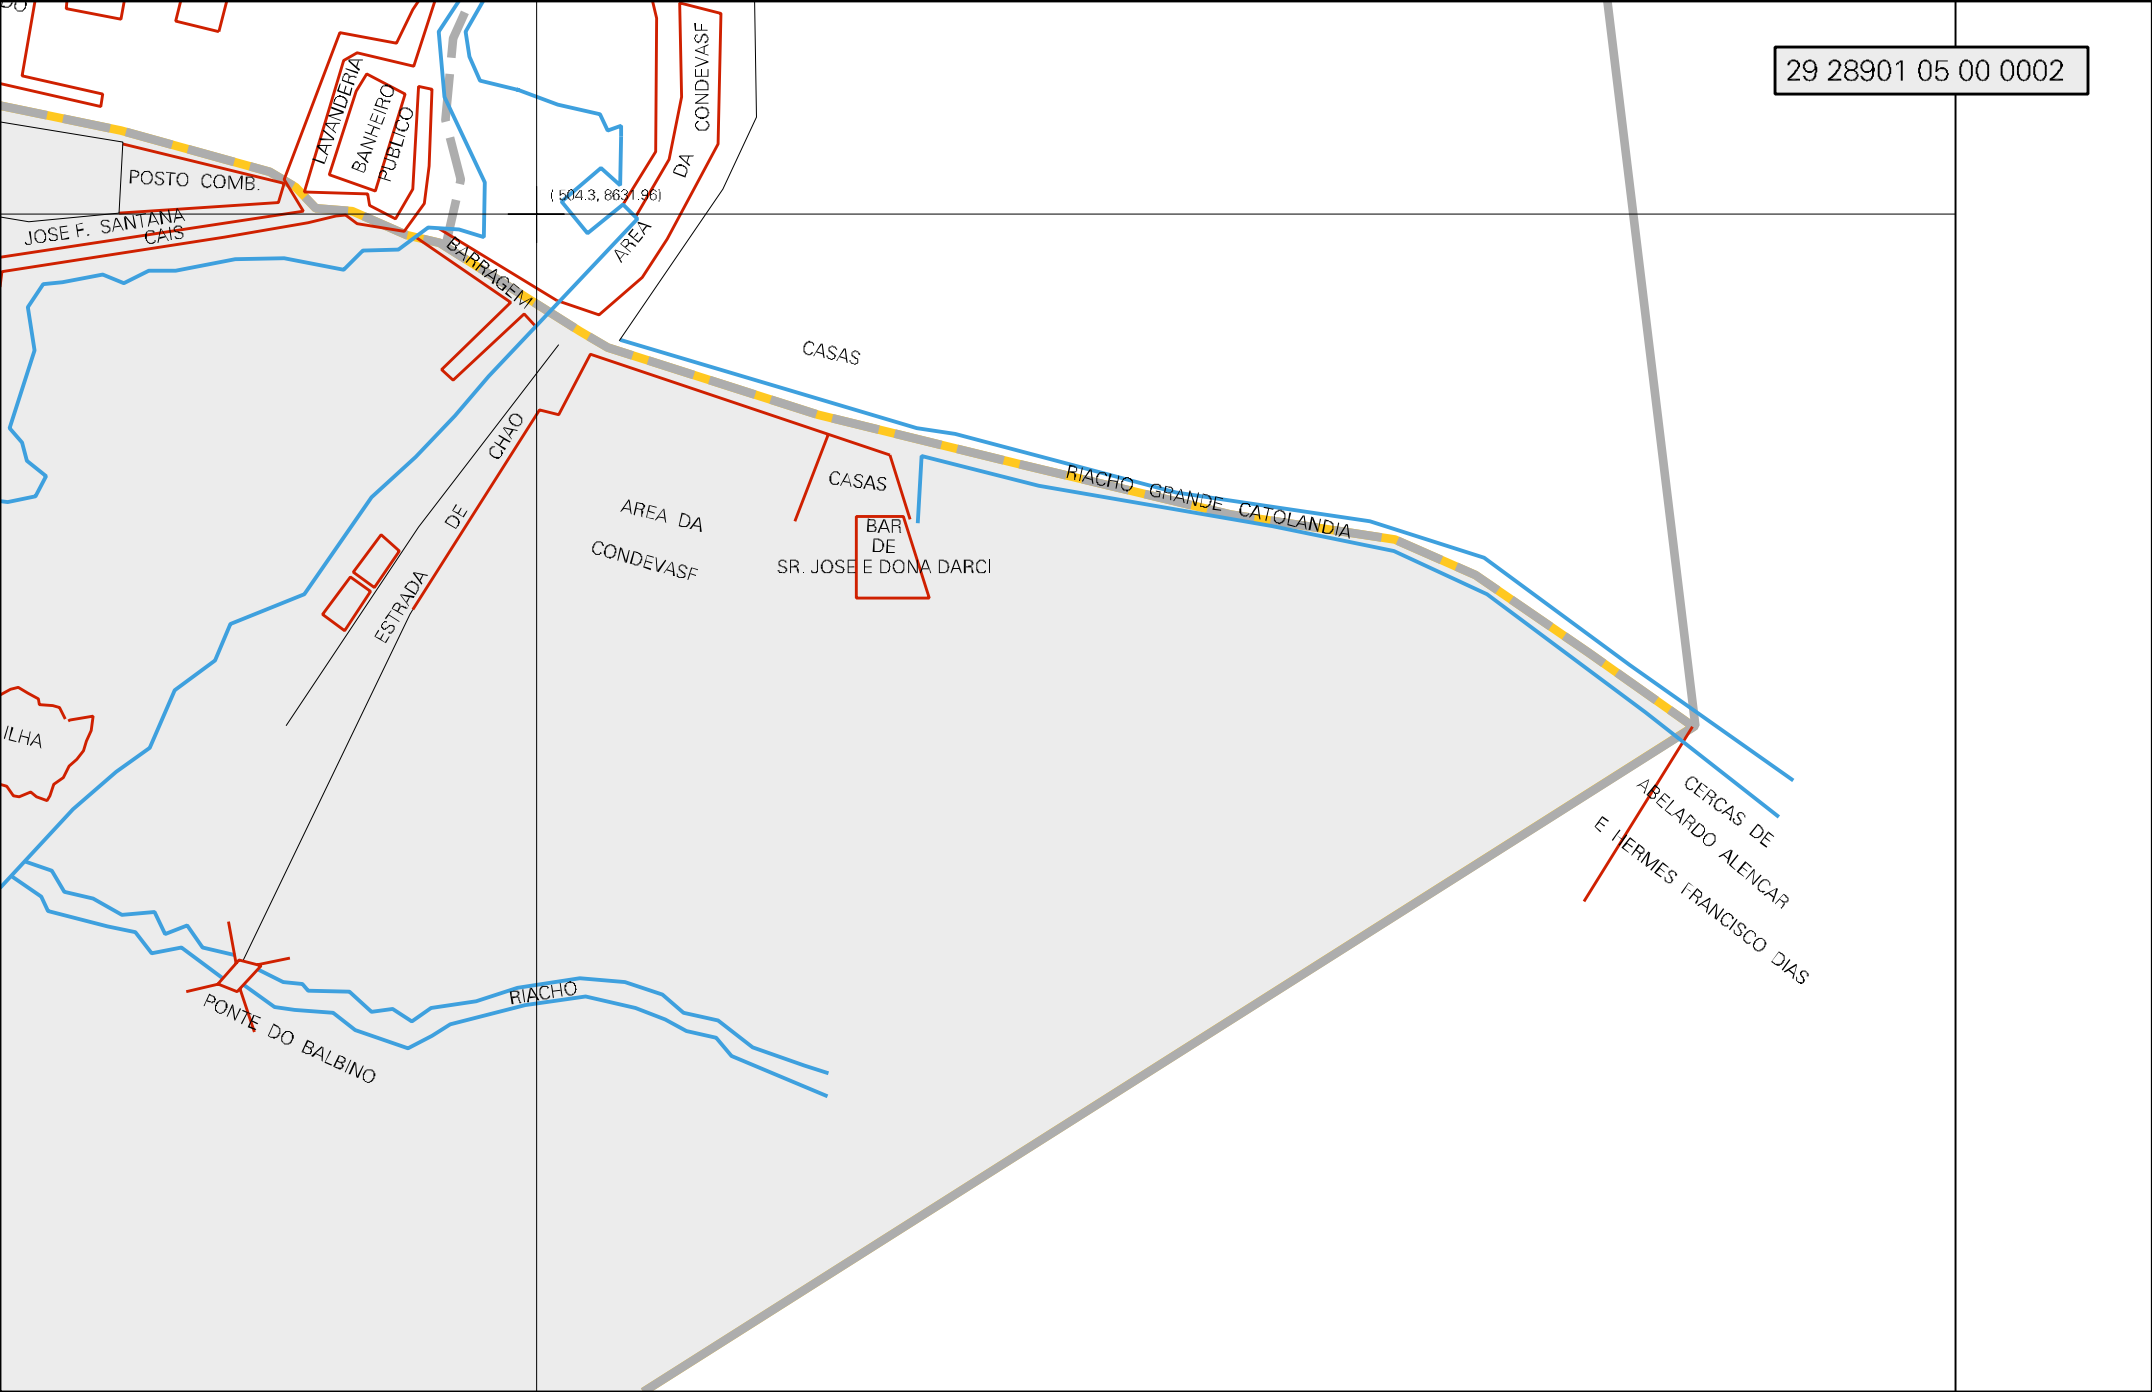 29 28901 05 00 0002
CONDEVASF
DA
AREA
LAVANDERIA
BANHEIRO
PUBLICO
POSTO COMB.
(504.3, 8631.96)
JOSE F. SANTANA
CAIS
BARRAGEM
CASAS
CHAO
DE
ESTRADA
RIACHO GRANDE CATOLANDIA
CASAS
AREA DA
CONDEVASF
BAR
DE
SR. JOSE E DONA DARCI
ILHA
CERCAS DE
ABELARDO ALENCAR
E HERMES FRANCISCO DIAS
RIACHO
PONTE DO BALBINO